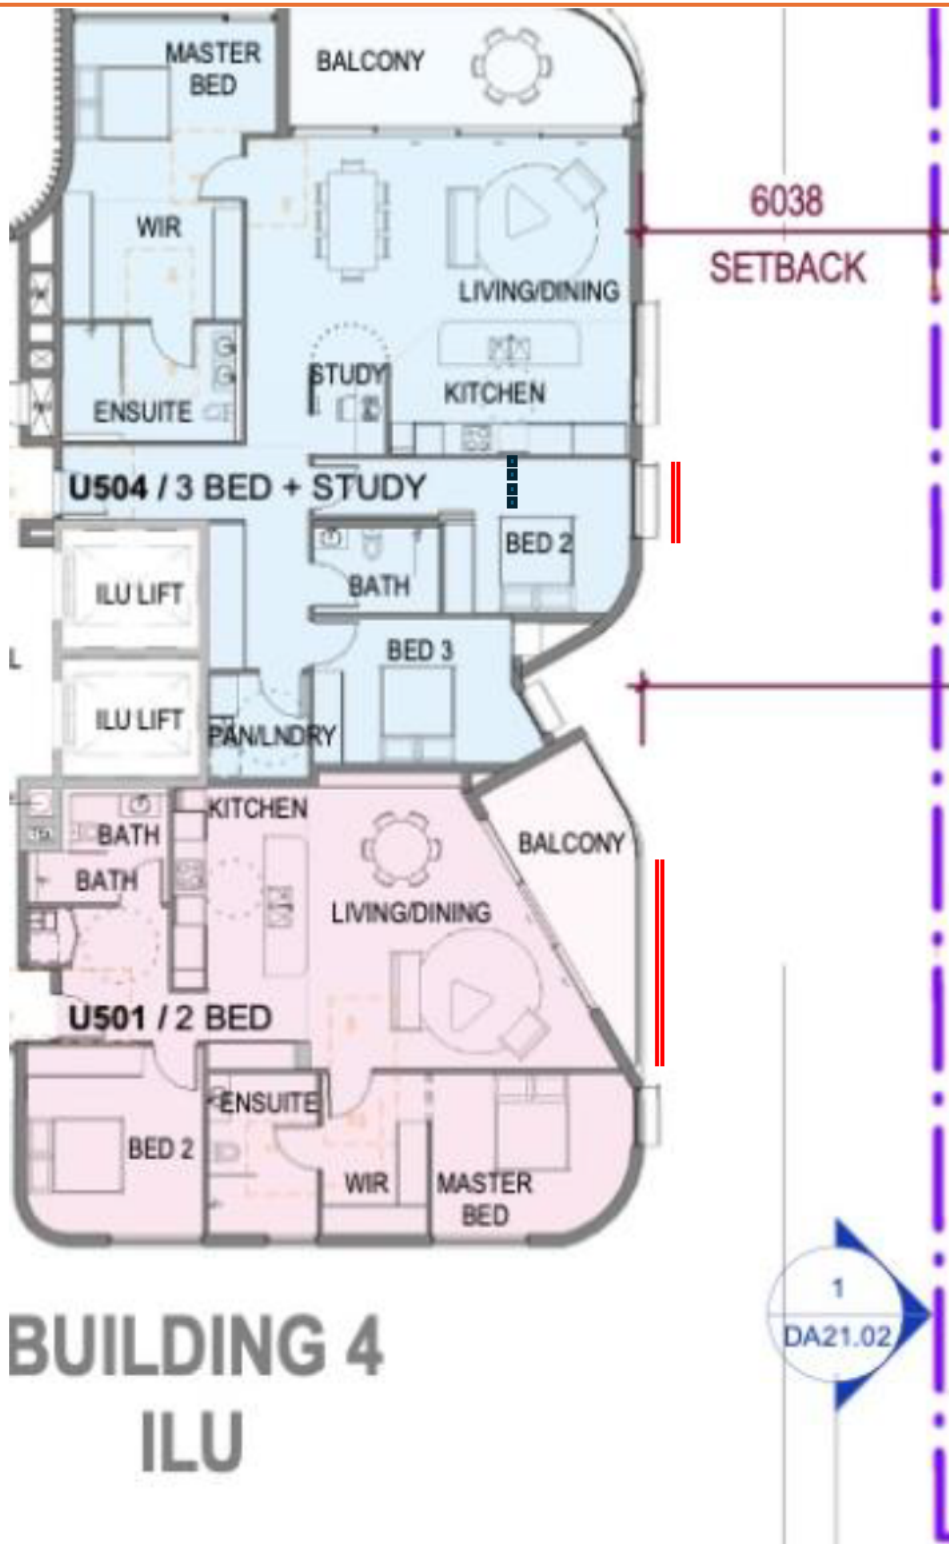 MASTER
BED
BALCONY
6038
WIR
SETBACK
LIVING/DINING
STUDY
KITCHEN
ENSUITE
U504 / 3 BED + STUDY
BED 2
ILU LIFT
BATH
BED 3
L
ILU LIFT
PAN/LNDRY
KITCHEN
BATH
BALCONY
BATH
LIVING/DINING
U501 / 2 BED
ENSUITE
BED 2
WIR
MASTER
BED
1
DA21.02
BUILDING 4
ILU